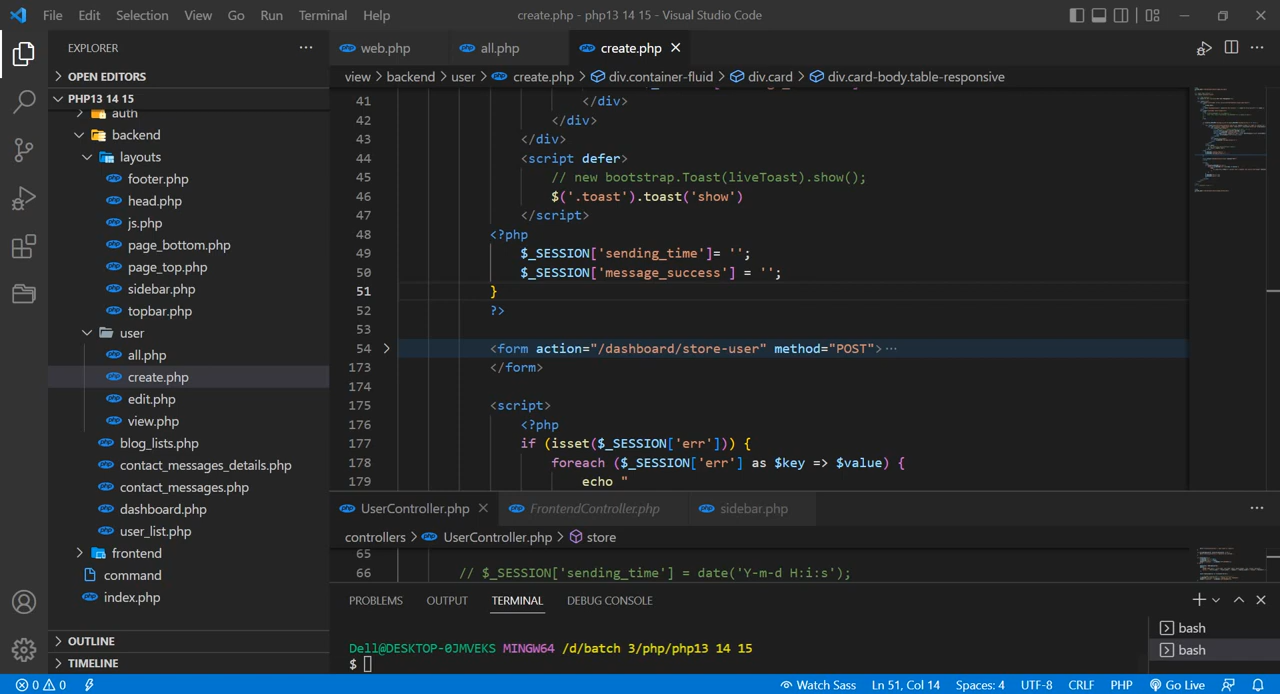 File Edit Selection View Go Run Terminal Help create.php - php13 14 15 - Visual Studio Code
EXPLORER
OPEN EDITORS
PHP13 14 15
auth
backend
layouts
footer.php
head.php
js.php
page_bottom.php
page_top.php
sidebar.php
topbar.php
user
all.php
create.php
edit.php
view.php
blog_lists.php
contact_messages_details.php
contact_messages.php
dashboard.php
user_list.php
frontend
command
index.php
OUTLINE
TIMELINE
web.php all.php create.php
view > backend > user > create.php > div.container-fluid > div.card > div.card-body.table-responsive
41 </div>
42 </div>
43 </div>
44 <script defer>
45 // new bootstrap.Toast(liveToast).show();
46 $('.toast').toast('show')
47 </script>
48 <?php
49 $_SESSION['sending_time']= '';
50 $_SESSION['message_success'] = '';
51 }
52 ?>
53
54 <form action="/dashboard/store-user" method="POST">···
173 </form>
174
175 <script>
176 <?php
177 if (isset($_SESSION['err'])) {
178 foreach ($_SESSION['err'] as $key => $value) {
179 echo "
UserController.php FrontendController.php sidebar.php
controllers > UserController.php > store
65
66 // $_SESSION['sending_time'] = date('Y-m-d H:i:s');
PROBLEMS OUTPUT TERMINAL DEBUG CONSOLE
Dell@DESKTOP-0JMVEKS MINGW64 /d/batch 3/php/php13 14 15
$
bash
bash
0 0 Watch Sass Ln 51, Col 14 Spaces: 4 UTF-8 CRLF PHP Go Live